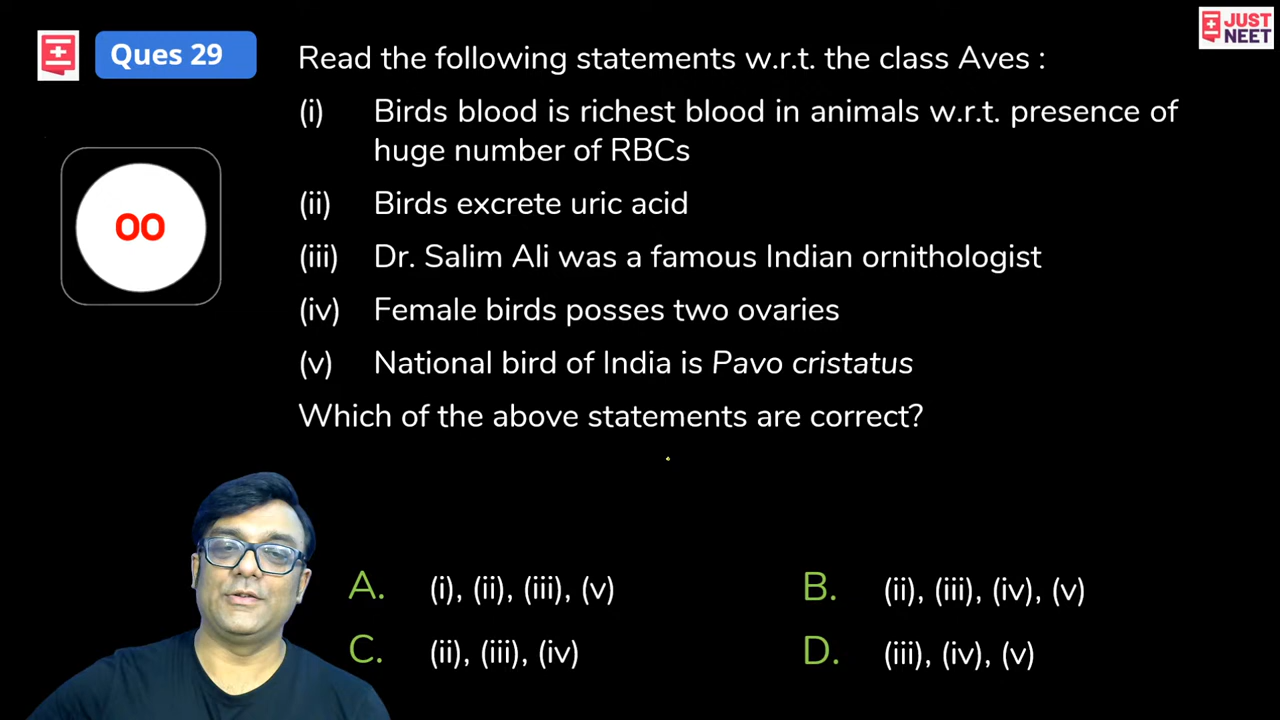 Ques 29
JUST
NEET
Read the following statements w.r.t. the class Aves :
(i) Birds blood is richest blood in animals w.r.t. presence of
huge number of RBCs
00
(ii) Birds excrete uric acid
(iii) Dr. Salim Ali was a famous Indian ornithologist
(iv) Female birds posses two ovaries
(v) National bird of India is Pavo cristatus
Which of the above statements are correct?
A. (i), (ii), (iii), (v)
B. (ii), (iii), (iv), (v)
C. (ii), (iii), (iv)
D. (iii), (iv), (v)